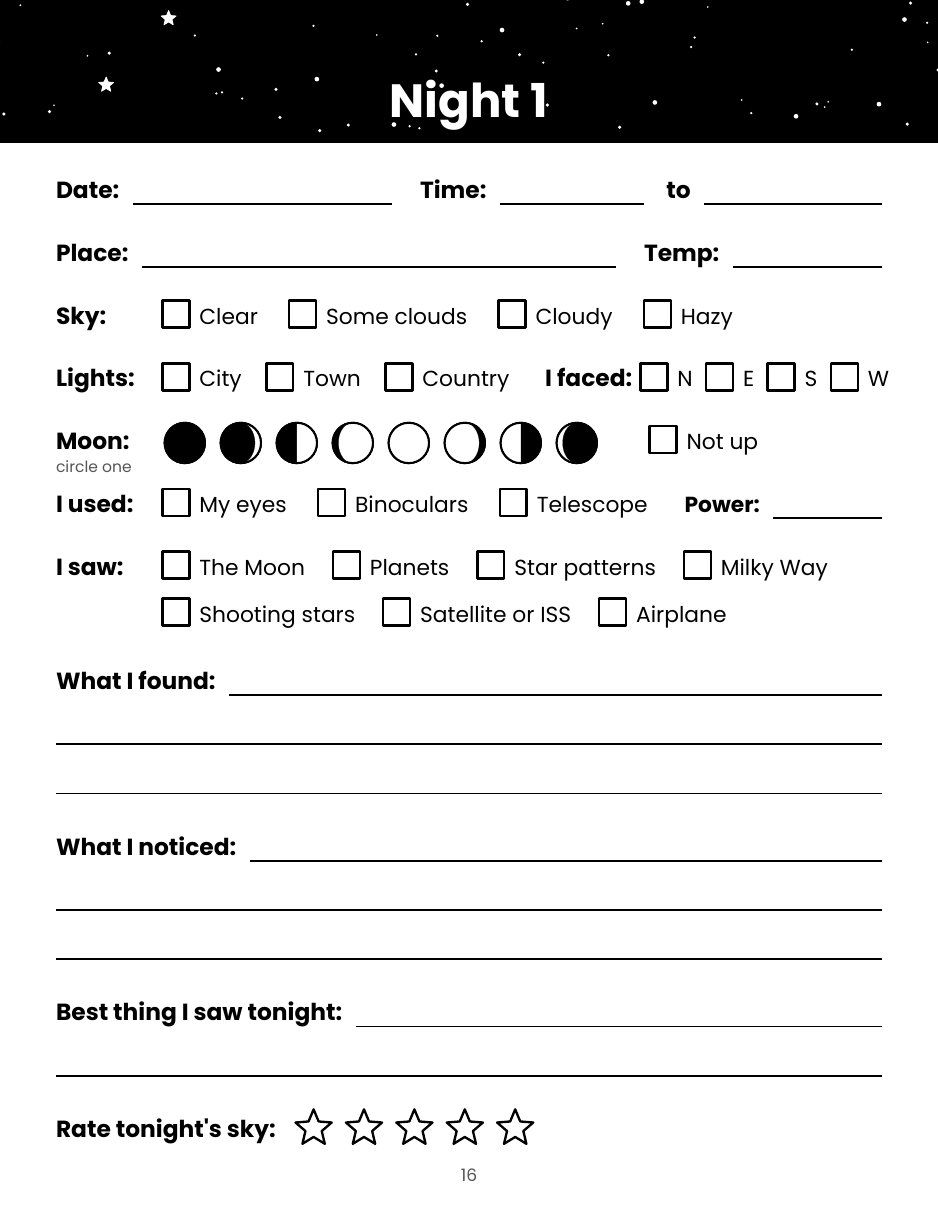 Night 1
Date: Time: to
Place: Temp:
Sky: Clear Some clouds Cloudy Hazy
Lights: City Town Country I faced: N E S W
Moon: Not up
circle one
I used: My eyes Binoculars Telescope Power:
I saw: The Moon Planets Star patterns Milky Way
Shooting stars Satellite or ISS Airplane
What I found:
What I noticed:
Best thing I saw tonight:
Rate tonight's sky:
16